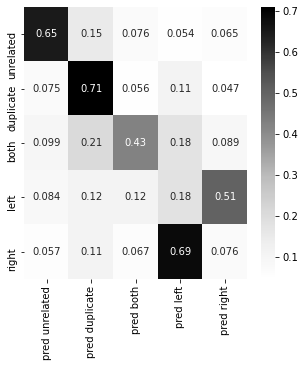 unrelated 0.65 0.15 0.076 0.054 0.065
duplicate 0.075 0.71 0.056 0.11 0.047
both 0.099 0.21 0.43 0.18 0.089
left 0.084 0.12 0.12 0.18 0.51
right 0.057 0.11 0.067 0.69 0.076
pred unrelated
pred duplicate
pred both
pred left
pred right
0.7
0.6
0.5
0.4
0.3
0.2
0.1